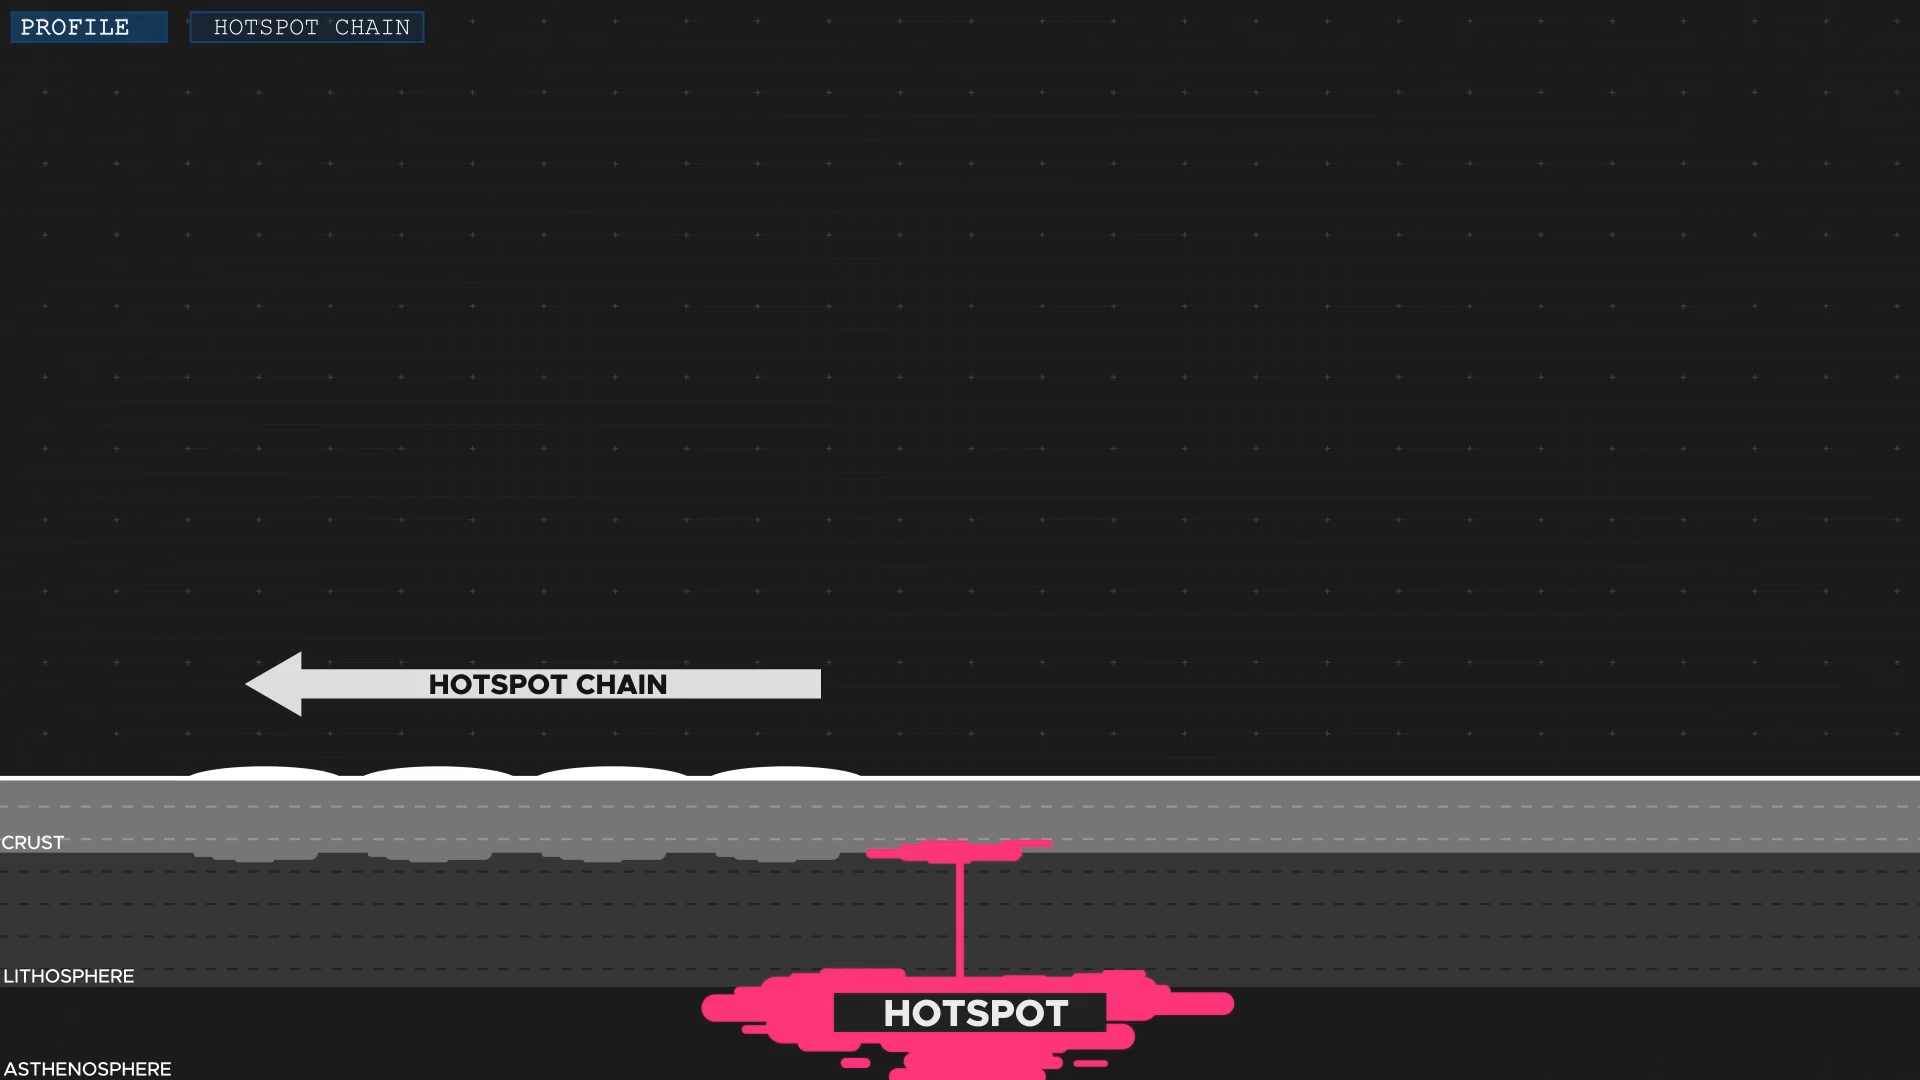 PROFILE
HOTSPOT CHAIN
HOTSPOT CHAIN
CRUST
LITHOSPHERE
HOTSPOT
ASTHENOSPHERE